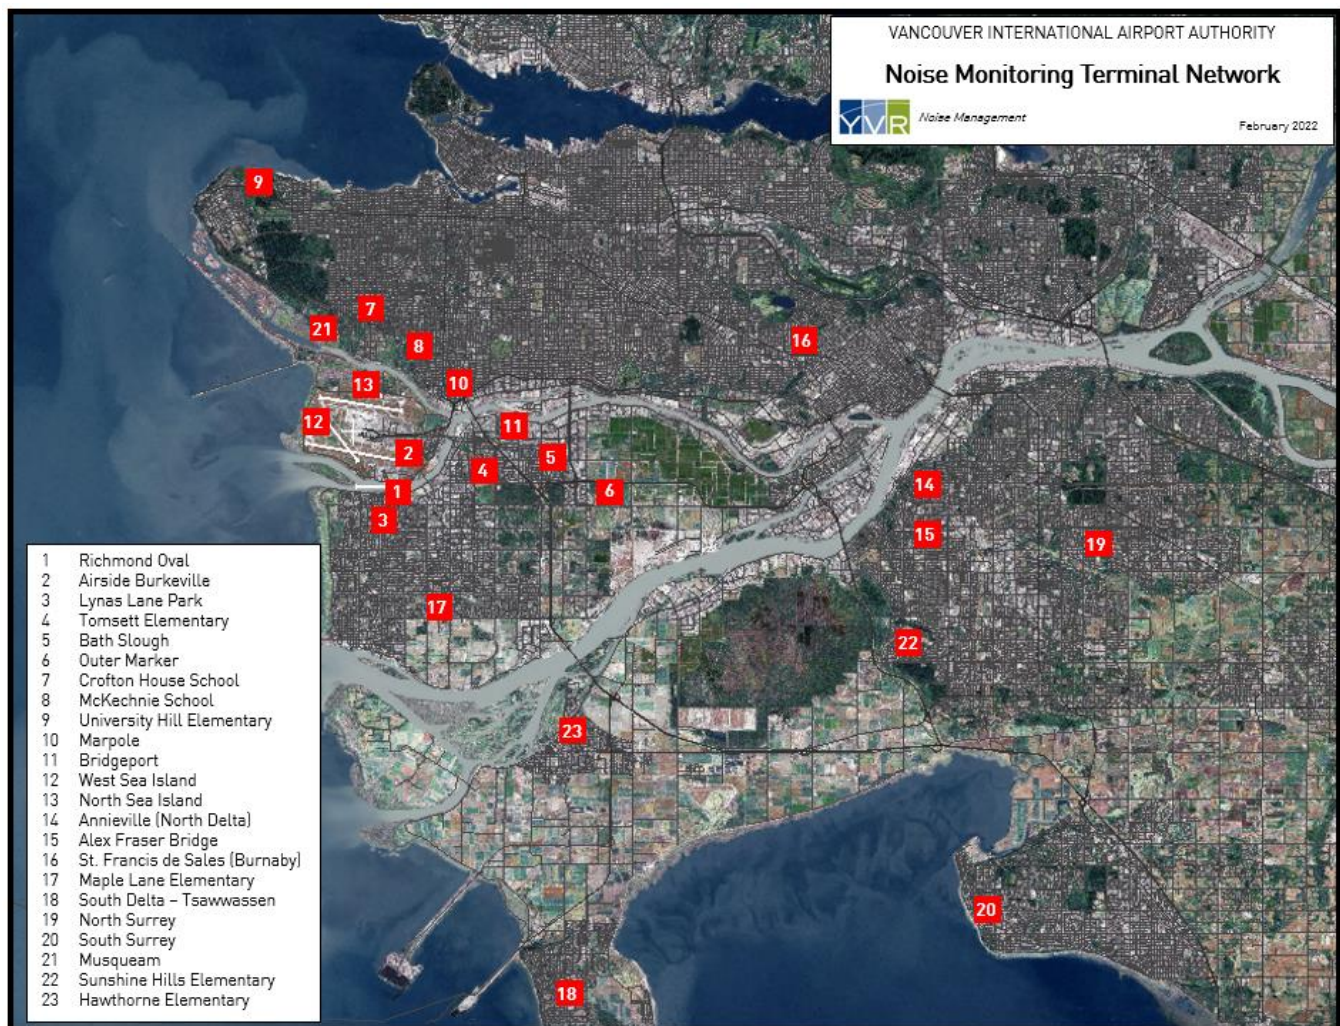 VANCOUVER INTERNATIONAL AIRPORT AUTHORITY
Noise Monitoring Terminal Network
YVR Noise Management
February 2022
9
7
21
8
16
13
10
12
11
2
5
4
14
1
6
3
15
19
17
22
23
20
18
1 Richmond Oval
2 Airside Burkeville
3 Lynas Lane Park
4 Tomsett Elementary
5 Bath Slough
6 Outer Marker
7 Crofton House School
8 McKechnie School
9 University Hill Elementary
10 Marpole
11 Bridgeport
12 West Sea Island
13 North Sea Island
14 Annieville (North Delta)
15 Alex Fraser Bridge
16 St. Francis de Sales (Burnaby)
17 Maple Lane Elementary
18 South Delta – Tsawwassen
19 North Surrey
20 South Surrey
21 Musqueam
22 Sunshine Hills Elementary
23 Hawthorne Elementary